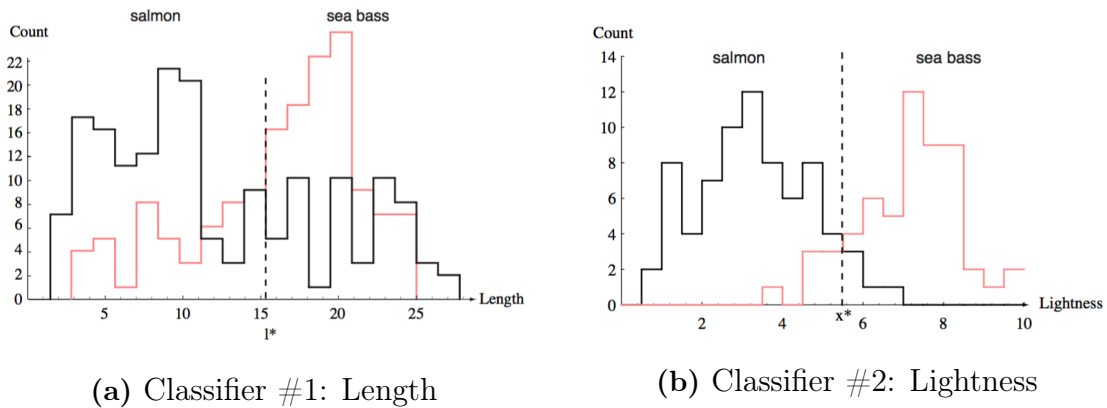 salmon
sea bass
Count
22
20
18
16
12
10
8
6
4
2
0
5
10
15
20
25
Length
l*
(a) Classifier #1: Length
Count
salmon
sea bass
14
12
10
8
6
4
2
0
2
4
x*
6
8
10
Lightness
(b) Classifier #2: Lightness